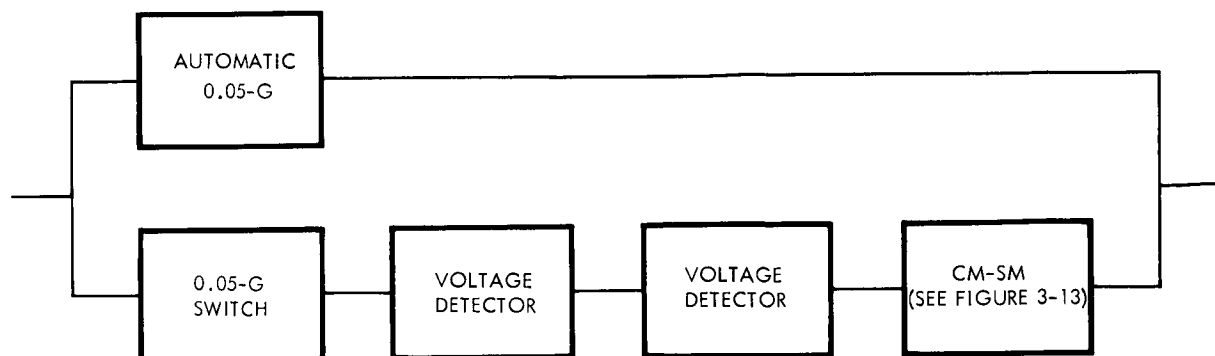 AUTOMATIC
0.05-G
0.05-G
SWITCH
VOLTAGE
DETECTOR
VOLTAGE
DETECTOR
CM-SM
(SEE FIGURE 3-13)